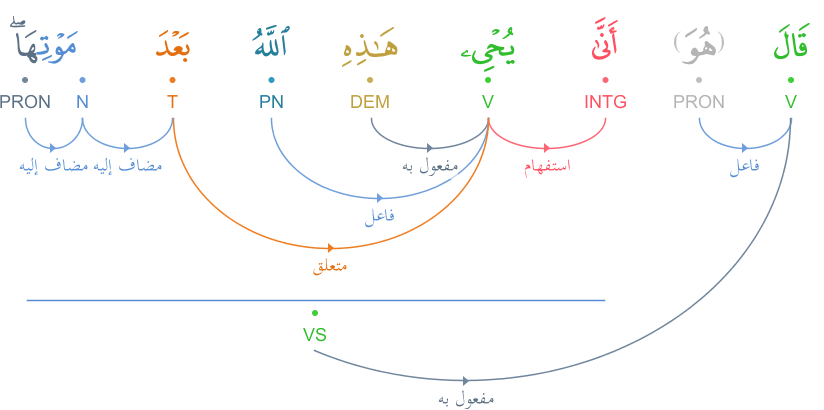 قَالَ (هُوَ) أَنَّىٰ يُحْىِۦ هَـٰذِهِ ٱللَّهُ بَعْدَ مَوْتِهَا ۖ
V PRON INTG V DEM PN T N PRON
فاعل استفهام مفعول به مضاف إليه مضاف إليه
فاعل
متعلق
VS
مفعول به